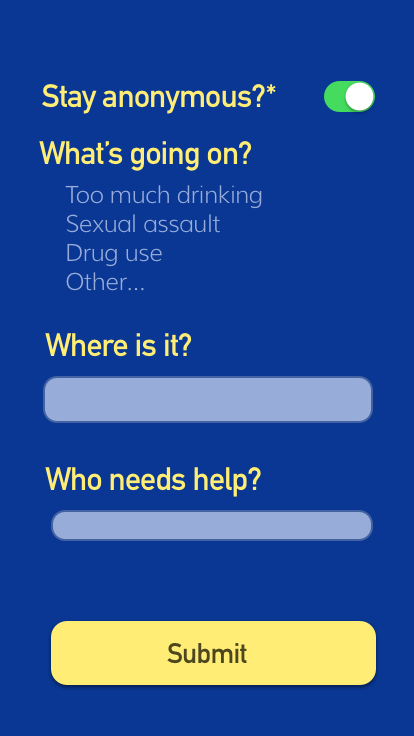 Stay anonymous?*
What's going on?
Too much drinking
Sexual assault
Drug use
Other...
Where is it?
Who needs help?
Submit